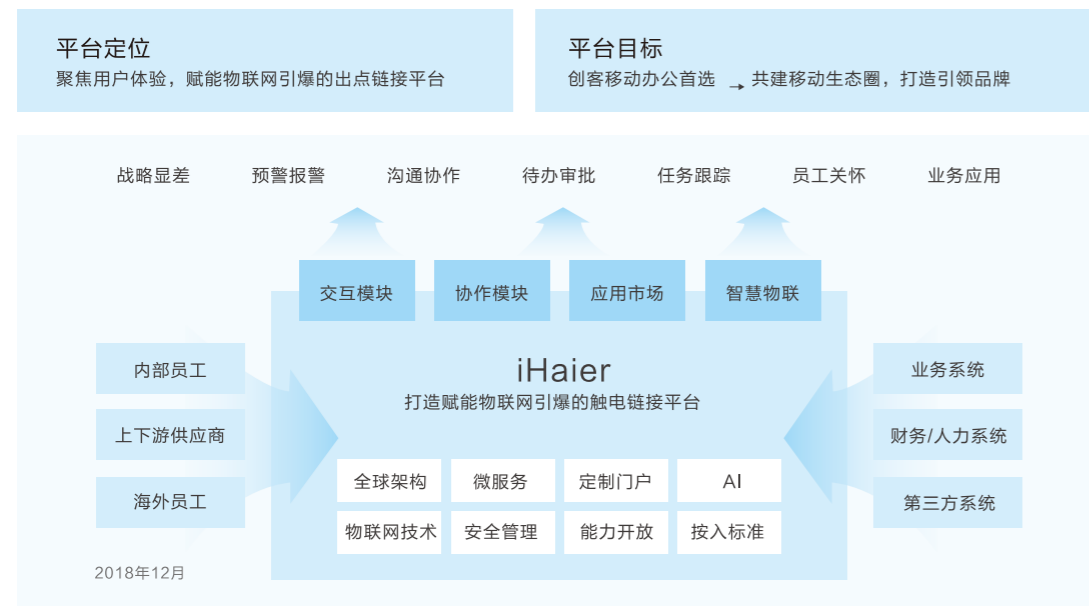 平台定位
聚焦用户体验，赋能物联网引爆的出点链接平台
平台目标
创客移动办公首选 → 共建移动生态圈，打造引领品牌
战略显差 预警报警 沟通协作 待办审批 任务跟踪 员工关怀 业务应用
交互模块 协作模块 应用市场 智慧物联
iHaier
打造赋能物联网引爆的触电链接平台
内部员工
上下游供应商
海外员工
业务系统
财务/人力系统
第三方系统
全球架构 微服务 定制门户 AI
物联网技术 安全管理 能力开放 按入标准
2018年12月